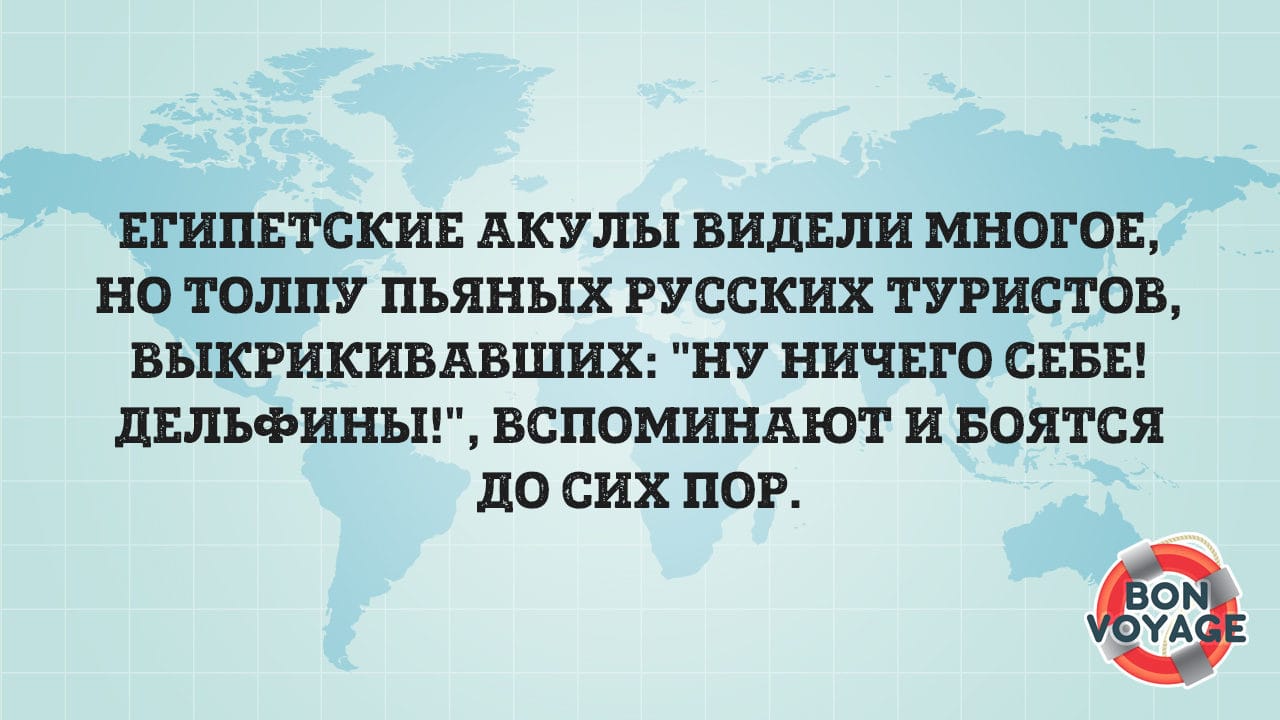 ЕГИПЕТСКИЕ АКУЛЫ ВИДЕЛИ МНОГОЕ,
НО ТОЛПУ ПЬЯНЫХ РУССКИХ ТУРИСТОВ,
ВЫКРИКИВАВШИХ: "НУ НИЧЕГО СЕБЕ!
ДЕЛЬФИНЫ!", ВСПОМИНАЮТ И БОЯТСЯ
ДО СИХ ПОР.
BON
VOYAGE